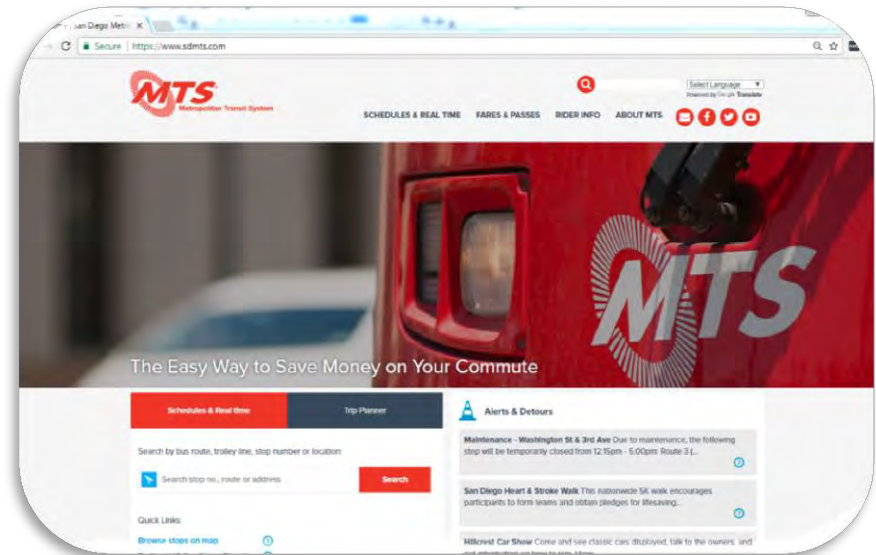 San Diego Metro
Secure | https://www.sdmts.com
MTS
Metropolitan Transit System
Select Language
Powered by Google Translate
SCHEDULES & REAL TIME FARES & PASSES RIDER INFO ABOUT MTS
MTS
The Easy Way to Save Money on Your Commute
Schedules & Real time
Trip Planner
Search by bus route, trolley line, stop number or location:
Search stop no., route or address
Search
Quick Links:
Browse stops on map
Alerts & Detours
Maintenance - Washington St & 3rd Ave Due to maintenance, the following
stop will be temporarily closed from 12:15pm - 5:00pm: Route 3 (...
San Diego Heart & Stroke Walk This nationwide 5K walk encourages
participants to form teams and obtain pledges for lifesaving...
Hillcrest Car Show Come and see classic cars displayed, talk to the owners, and